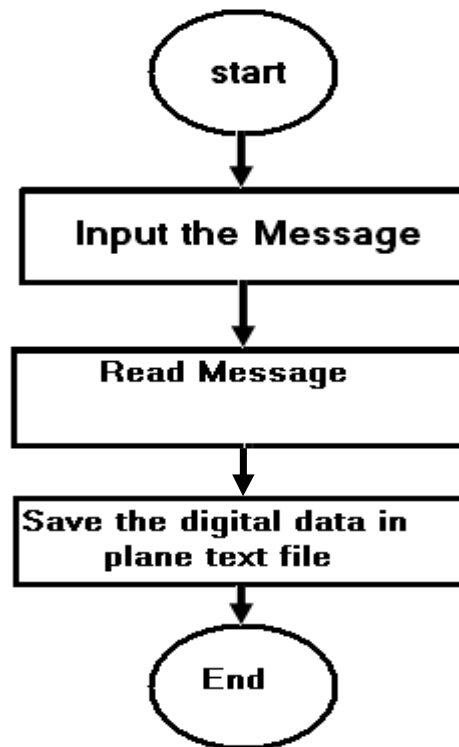 start
Input the Message
Read Message
Save the digital data in
plane text file
End